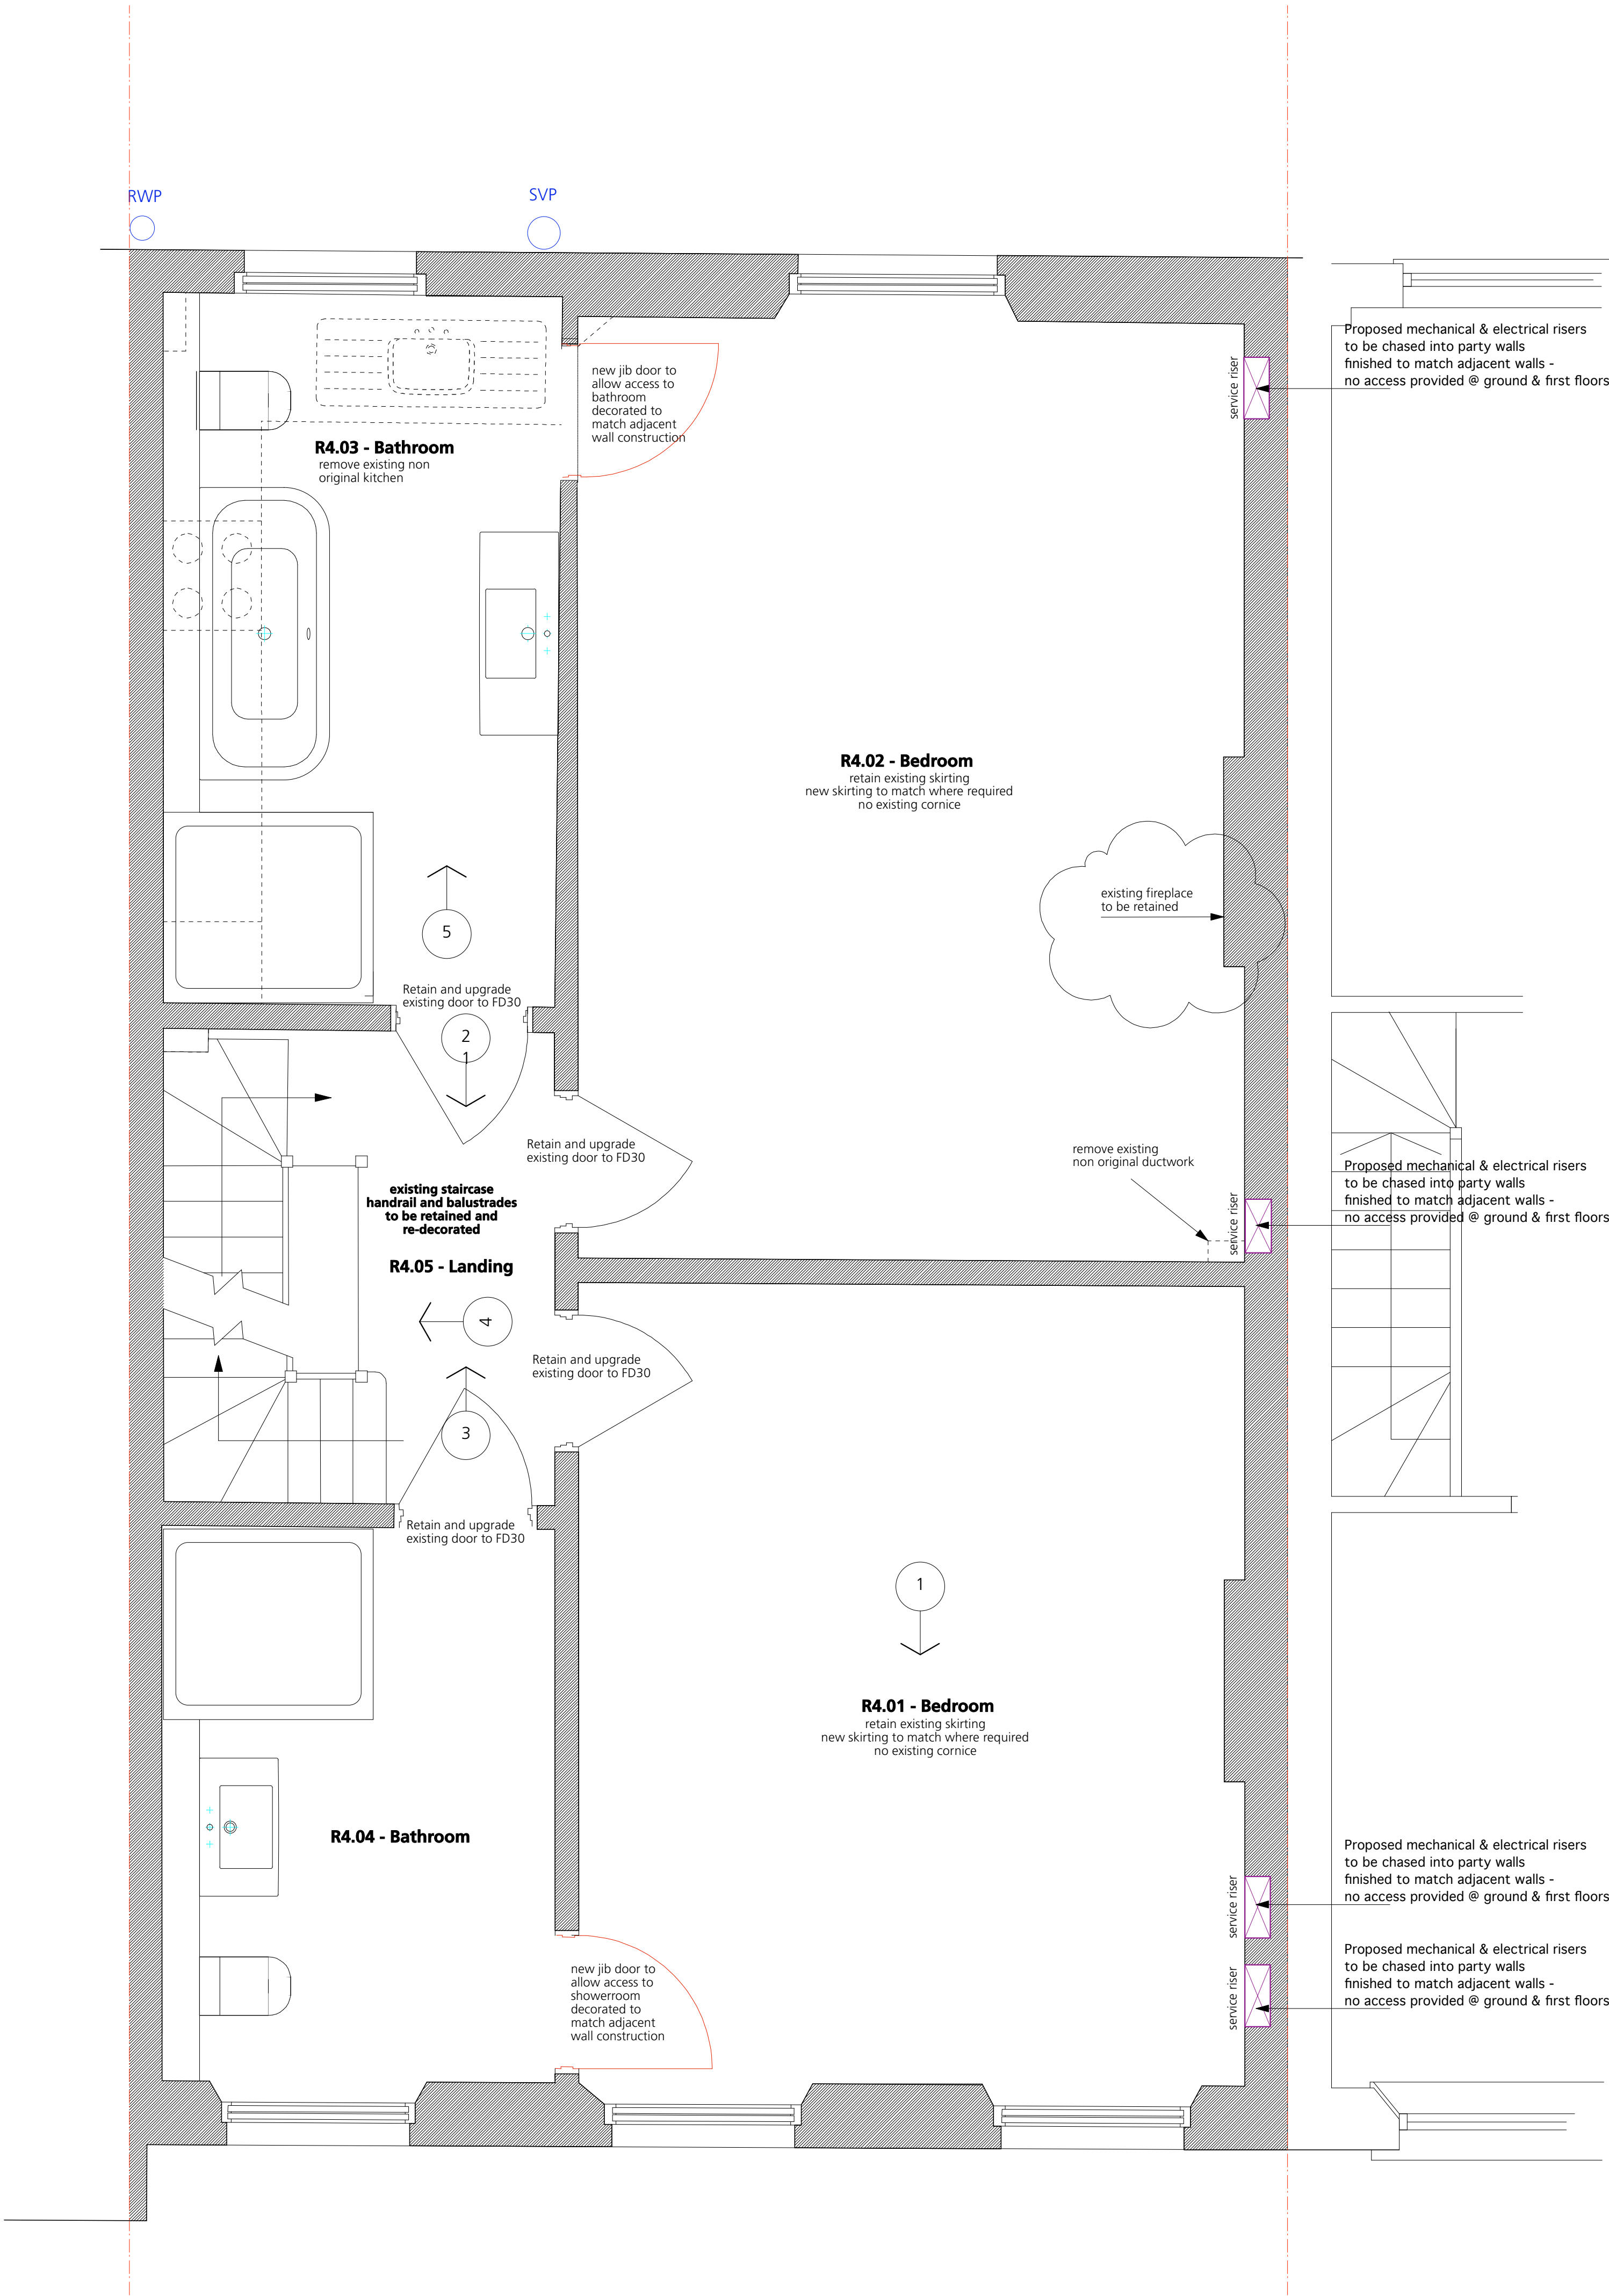 RWP
SVP
Proposed mechanical & electrical risers
to be chased into party walls
finished to match adjacent walls -
no access provided @ ground & first floors
service riser
new jib door to
allow access to
bathroom
decorated to
match adjacent
wall construction
R4.03 - Bathroom
remove existing non
original kitchen
R4.02 - Bedroom
retain existing skirting
new skirting to match where required
no existing cornice
existing fireplace
to be retained
5
Retain and upgrade
existing door to FD30
2
1
Retain and upgrade
existing door to FD30
remove existing
non original ductwork
Proposed mechanical & electrical risers
to be chased into party walls
finished to match adjacent walls -
no access provided @ ground & first floors
service riser
existing staircase
handrail and balustrades
to be retained and
re-decorated
R4.05 - Landing
4
Retain and upgrade
existing door to FD30
3
Retain and upgrade
existing door to FD30
1
R4.01 - Bedroom
retain existing skirting
new skirting to match where required
no existing cornice
R4.04 - Bathroom
Proposed mechanical & electrical risers
to be chased into party walls
finished to match adjacent walls -
no access provided @ ground & first floors
service riser
new jib door to
allow access to
showerroom
decorated to
match adjacent
wall construction
Proposed mechanical & electrical risers
to be chased into party walls
finished to match adjacent walls -
no access provided @ ground & first floors
service riser